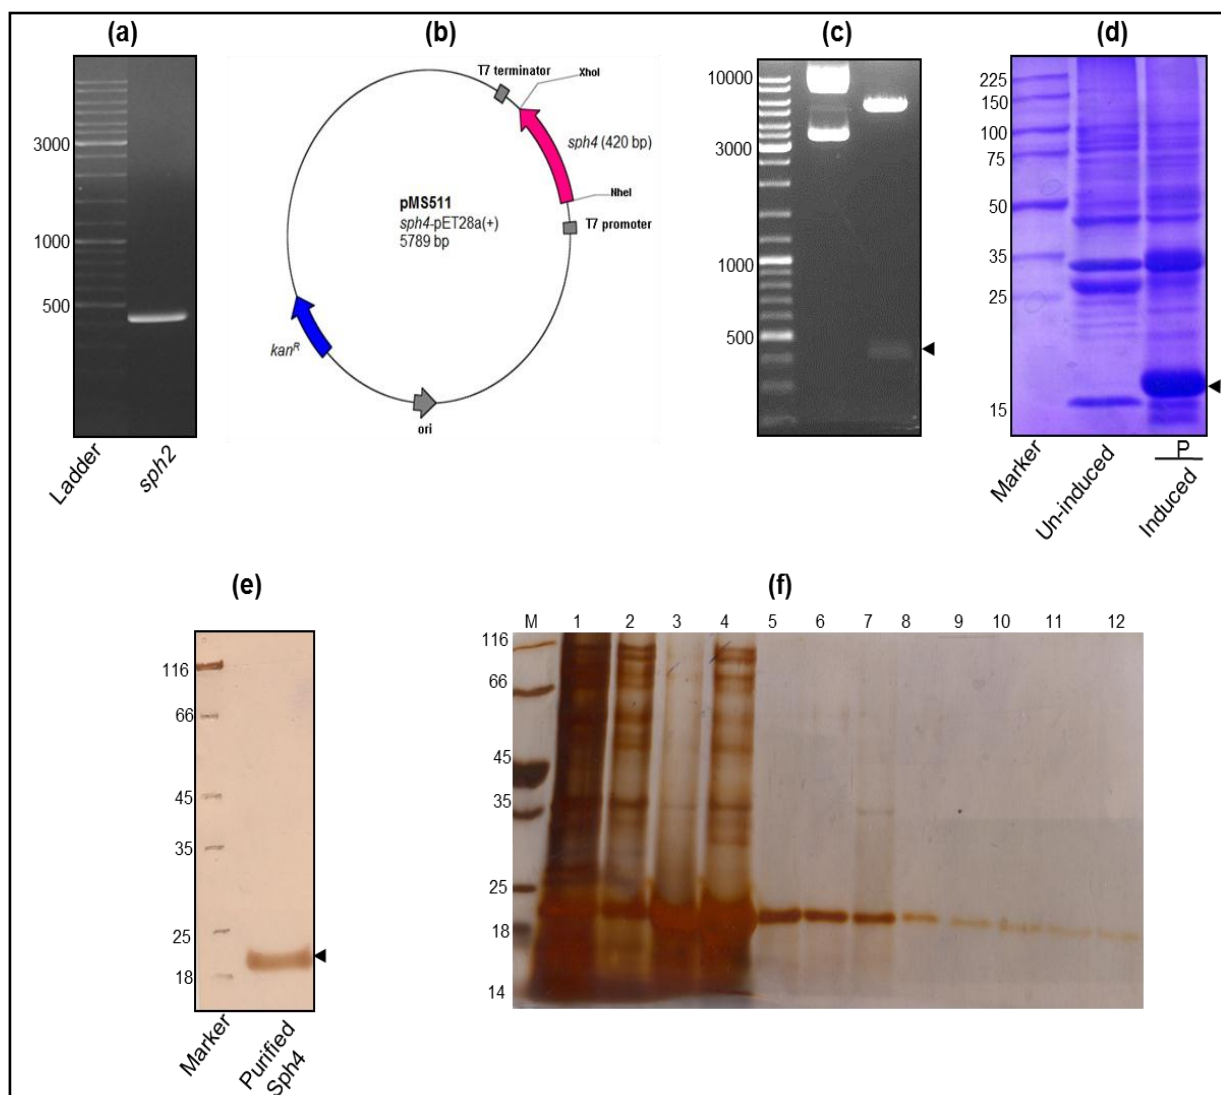 (a)
3000
1000
500
Ladder
sph2
(b)
T7 terminator
XhoI
sph4 (420 bp)
NheI
T7 promoter
pMS511
sph4-pET28a(+)
5789 bp
kanR
ori
(c)
10000
3000
1000
500
(d)
225
150
100
75
50
35
25
15
Marker
Un-induced
P
Induced
(e)
116
66
45
35
25
18
Marker
Purified
Sph4
(f)
M 1 2 3 4 5 6 7 8 9 10 11 12
116
66
45
35
25
18
14